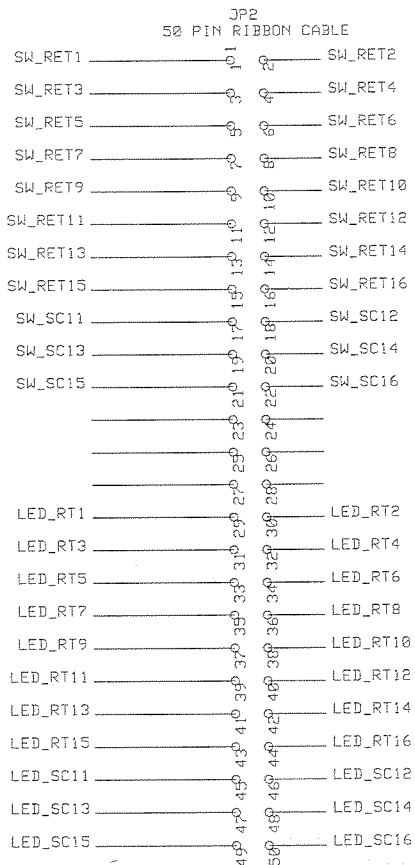 JP2
50 PIN RIBBON CABLE
1
SW_RET1 1 2 SW_RET2
SW_RET3 3 4 SW_RET4
SW_RET5 5 6 SW_RET6
SW_RET7 7 8 SW_RET8
SW_RET9 9 10 SW_RET10
SW_RET11 11 12 SW_RET12
SW_RET13 13 14 SW_RET14
SW_RET15 15 16 SW_RET16
SW_SC11 17 18 SW_SC12
SW_SC13 19 20 SW_SC14
SW_SC15 21 22 SW_SC16
23 24
25 26
27 28
LED_RT1 29 30 LED_RT2
LED_RT3 31 32 LED_RT4
LED_RT5 33 34 LED_RT6
LED_RT7 35 36 LED_RT8
LED_RT9 37 38 LED_RT10
LED_RT11 39 40 LED_RT12
LED_RT13 41 42 LED_RT14
LED_RT15 43 44 LED_RT16
LED_SC11 45 46 LED_SC12
LED_SC13 47 48 LED_SC14
LED_SC15 49 50 LED_SC16